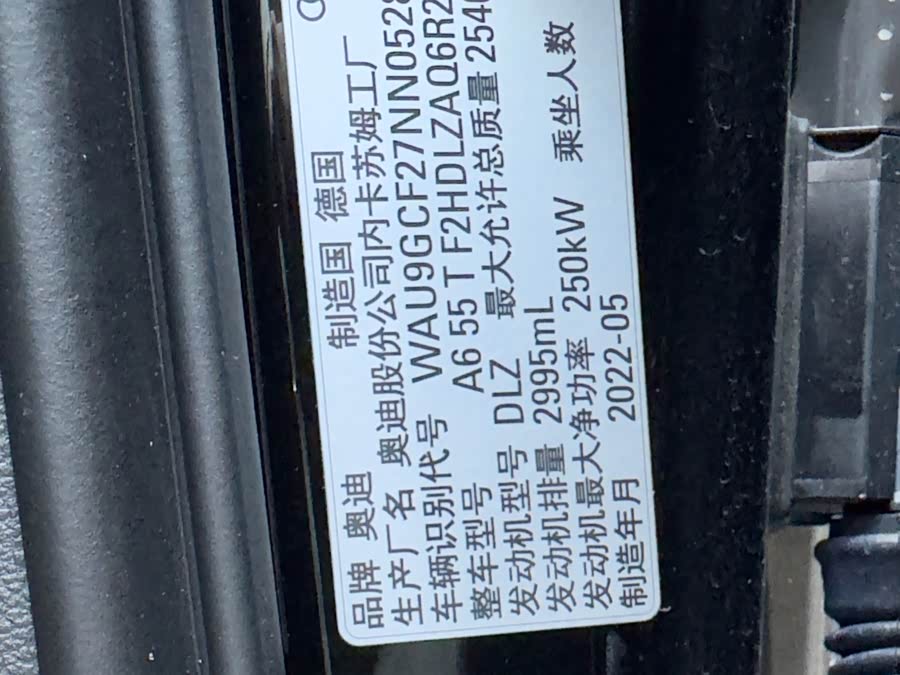 品牌 奥迪 制造国 德国
生产厂名 奥迪股份公司内卡苏姆工厂
车辆识别代号 WAU9GCF27NN0528
整车型号 A6 55 T F2HDLZAQ6R2
发动机型号 DLZ 最大允许总质量 254
发动机排量 2995mL
发动机最大净功率 250kW 乘坐人数
制造年月 2022-05